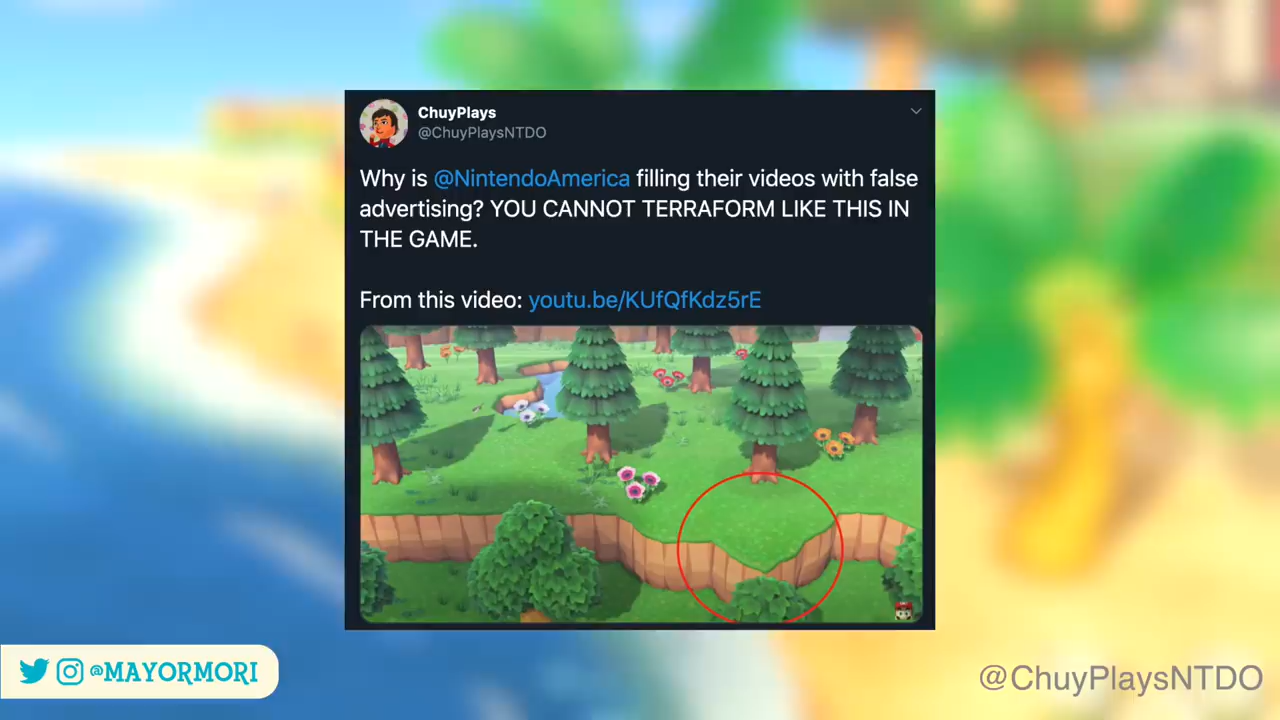 ChuyPlays
@ChuyPlaysNTDO
Why is @NintendoAmerica filling their videos with false
advertising? YOU CANNOT TERRAFORM LIKE THIS IN
THE GAME.
From this video: youtu.be/KUfQfKdz5rE
@MAYORMORI
@ChuyPlaysNTDO